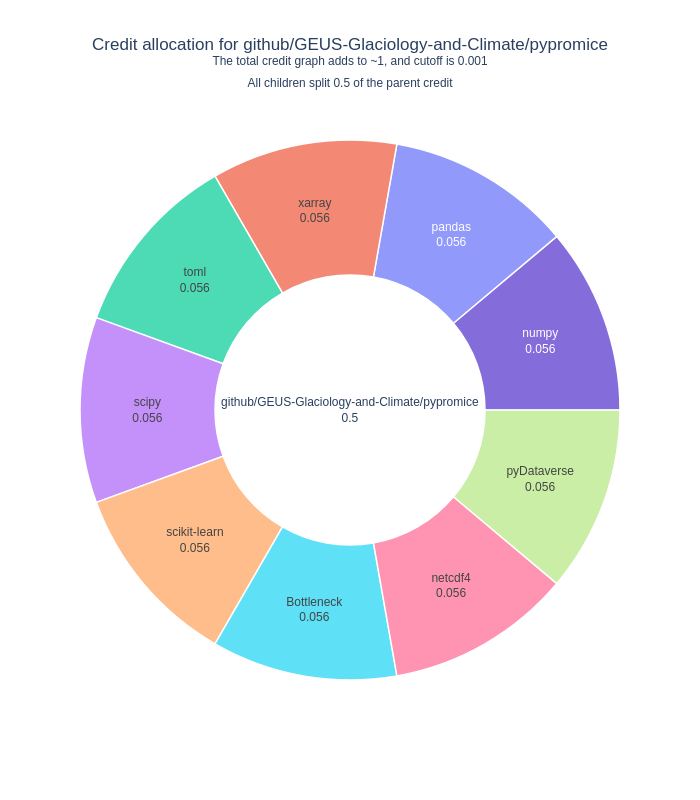 Credit allocation for github/GEUS-Glaciology-and-Climate/pypromice
The total credit graph adds to ~1, and cutoff is 0.001
All children split 0.5 of the parent credit
xarray
0.056
pandas
0.056
toml
0.056
numpy
0.056
scipy
0.056
github/GEUS-Glaciology-and-Climate/pypromice
0.5
pyDataverse
0.056
scikit-learn
0.056
netcdf4
0.056
Bottleneck
0.056